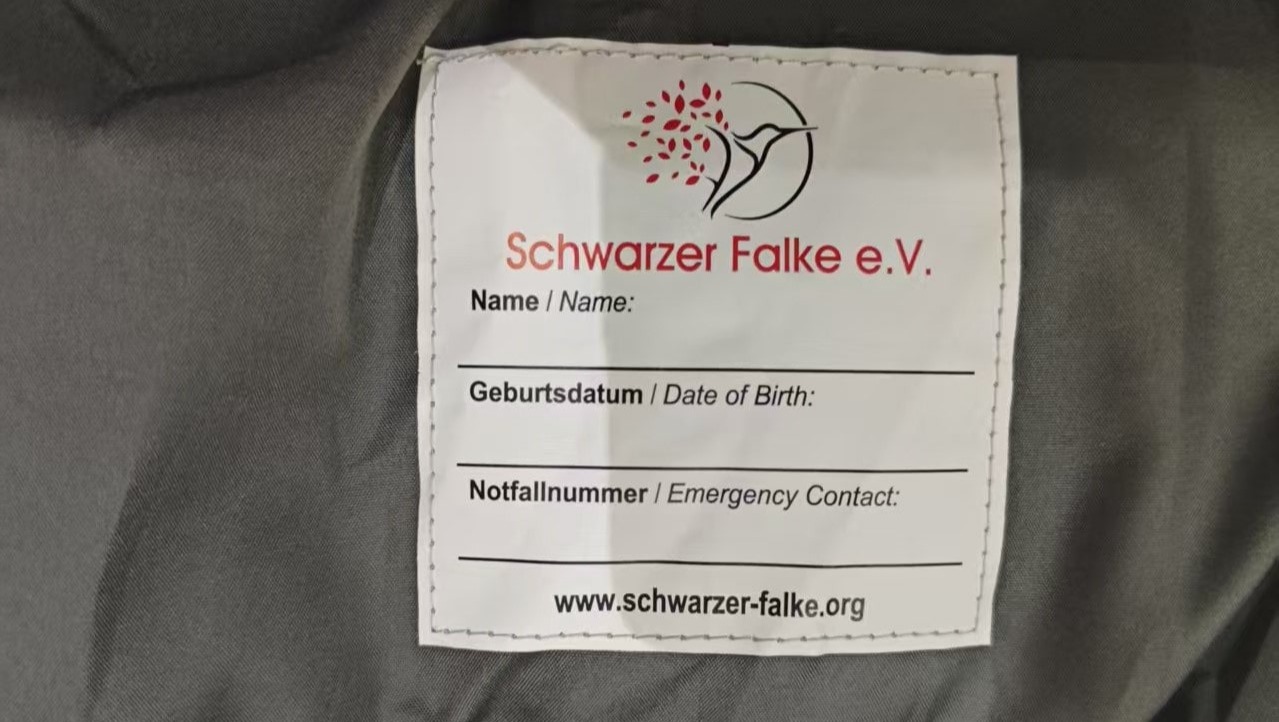 Schwarzer Falke e.V.
Name / Name:
Geburtsdatum / Date of Birth:
Notfallnummer / Emergency Contact:
www.schwarzer-falke.org